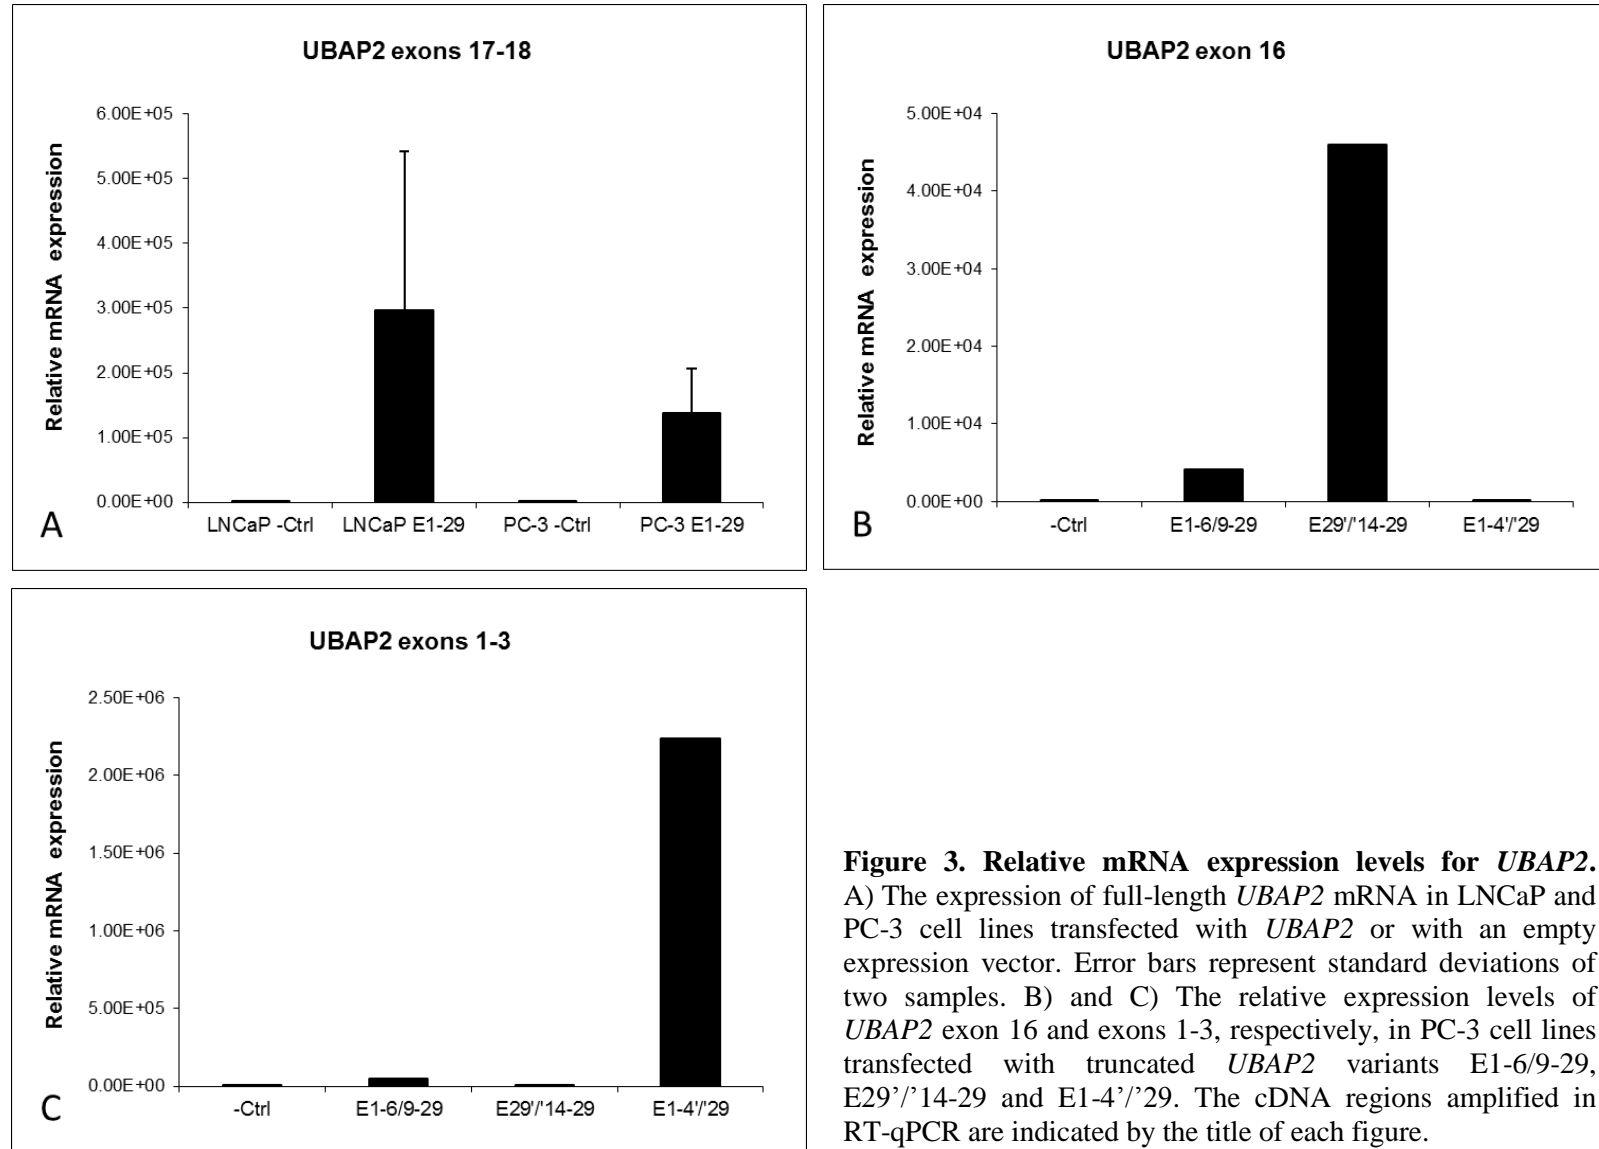 UBAP2 exons 17-18
Relative mRNA expression
6.00E+05
5.00E+05
4.00E+05
3.00E+05
2.00E+05
1.00E+05
0.00E+00
LNCaP -Ctrl LNCaP E1-29 PC-3 -Ctrl PC-3 E1-29
A
UBAP2 exon 16
Relative mRNA expression
5.00E+04
4.00E+04
3.00E+04
2.00E+04
1.00E+04
0.00E+00
-Ctrl E1-6/9-29 E29'/'14-29 E1-4'/'29
B
UBAP2 exons 1-3
Relative mRNA expression
2.50E+06
2.00E+06
1.50E+06
1.00E+06
5.00E+05
0.00E+00
-Ctrl E1-6/9-29 E29'/'14-29 E1-4'/'29
C
Figure 3. Relative mRNA expression levels for UBAP2.
A) The expression of full-length UBAP2 mRNA in LNCaP and
PC-3 cell lines transfected with UBAP2 or with an empty
expression vector. Error bars represent standard deviations of
two samples. B) and C) The relative expression levels of
UBAP2 exon 16 and exons 1-3, respectively, in PC-3 cell lines
transfected with truncated UBAP2 variants E1-6/9-29,
E29’/’14-29 and E1-4’/’29. The cDNA regions amplified in
RT-qPCR are indicated by the title of each figure.